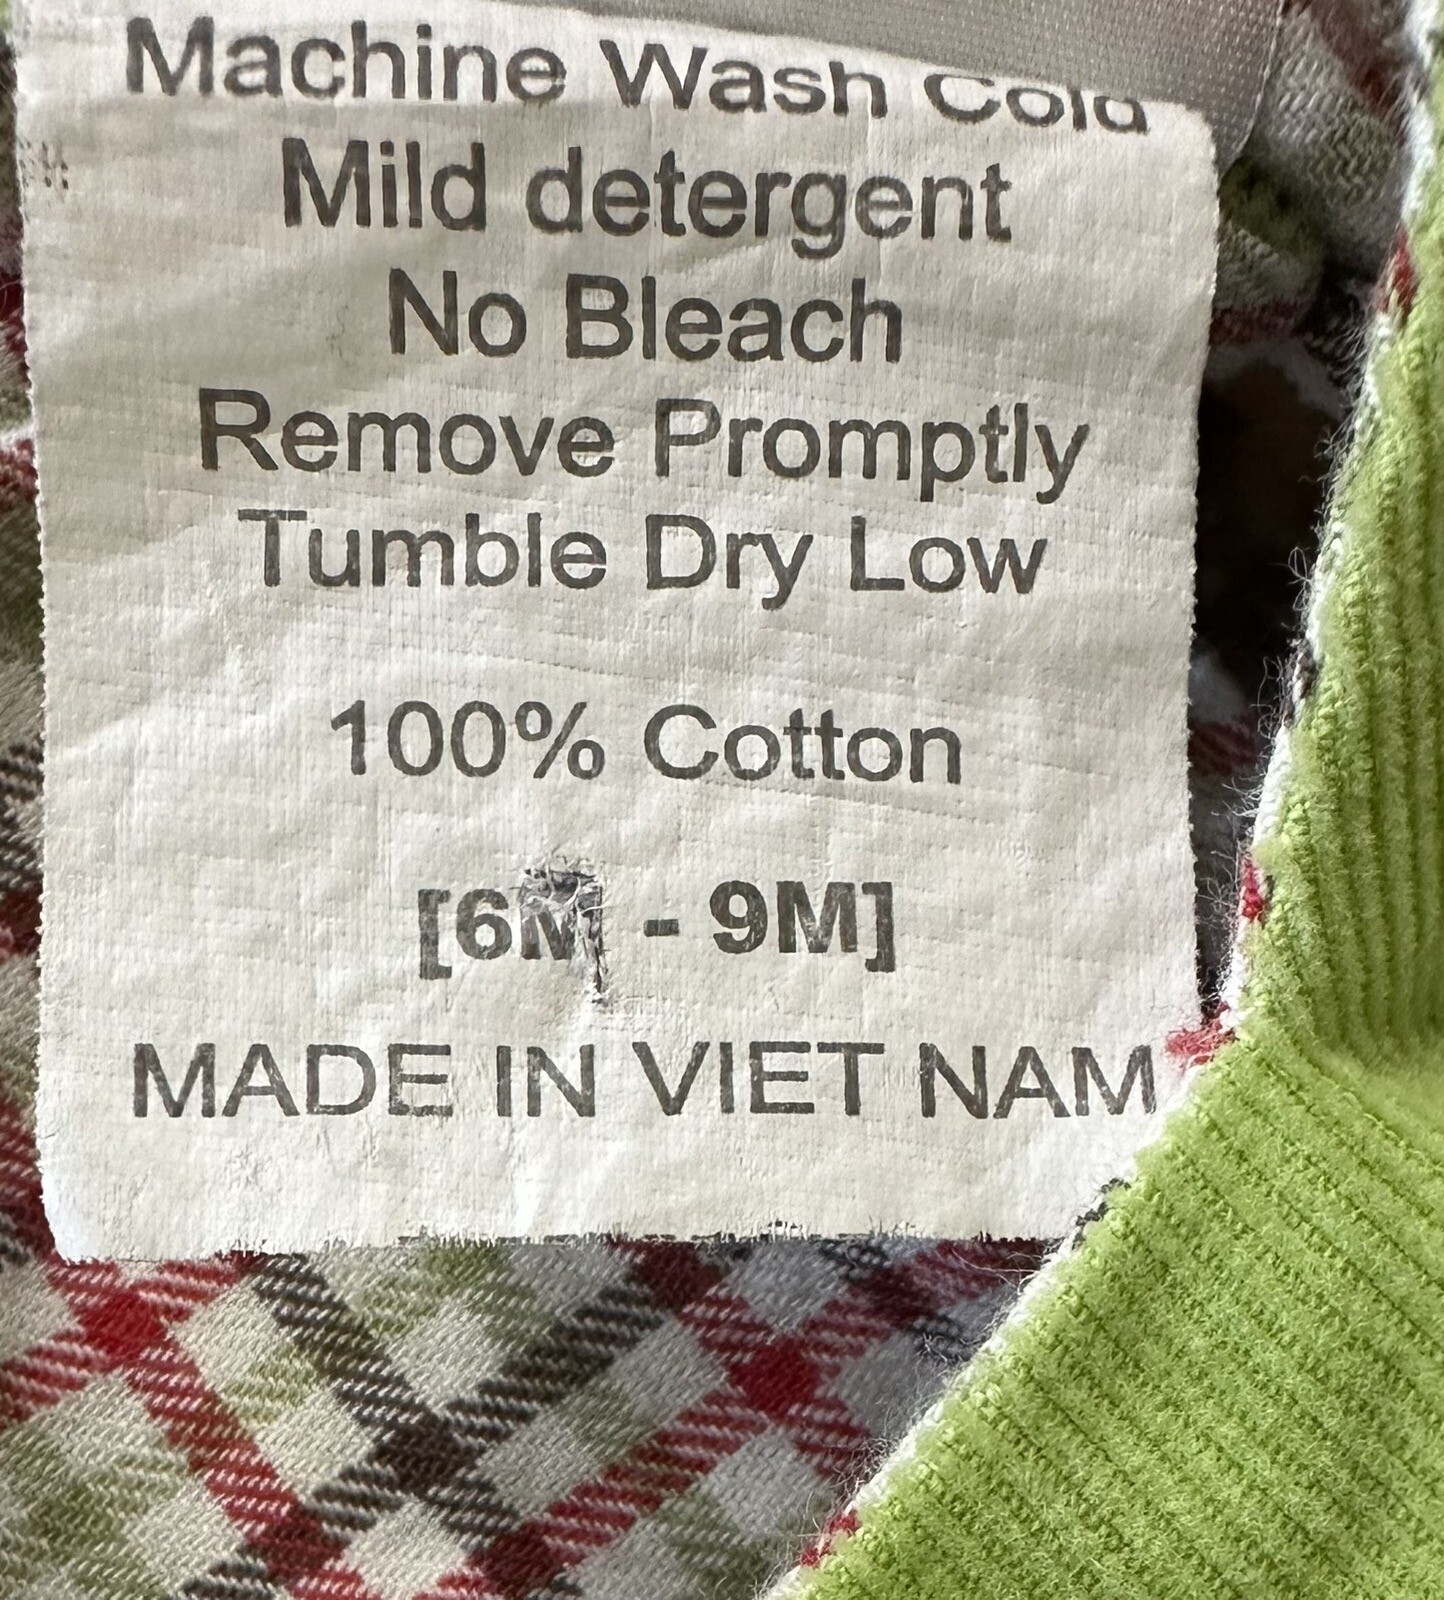 Machine Wash Cold
Mild detergent
No Bleach
Remove Promptly
Tumble Dry Low
100% Cotton
[6M - 9M]
MADE IN VIET NAM